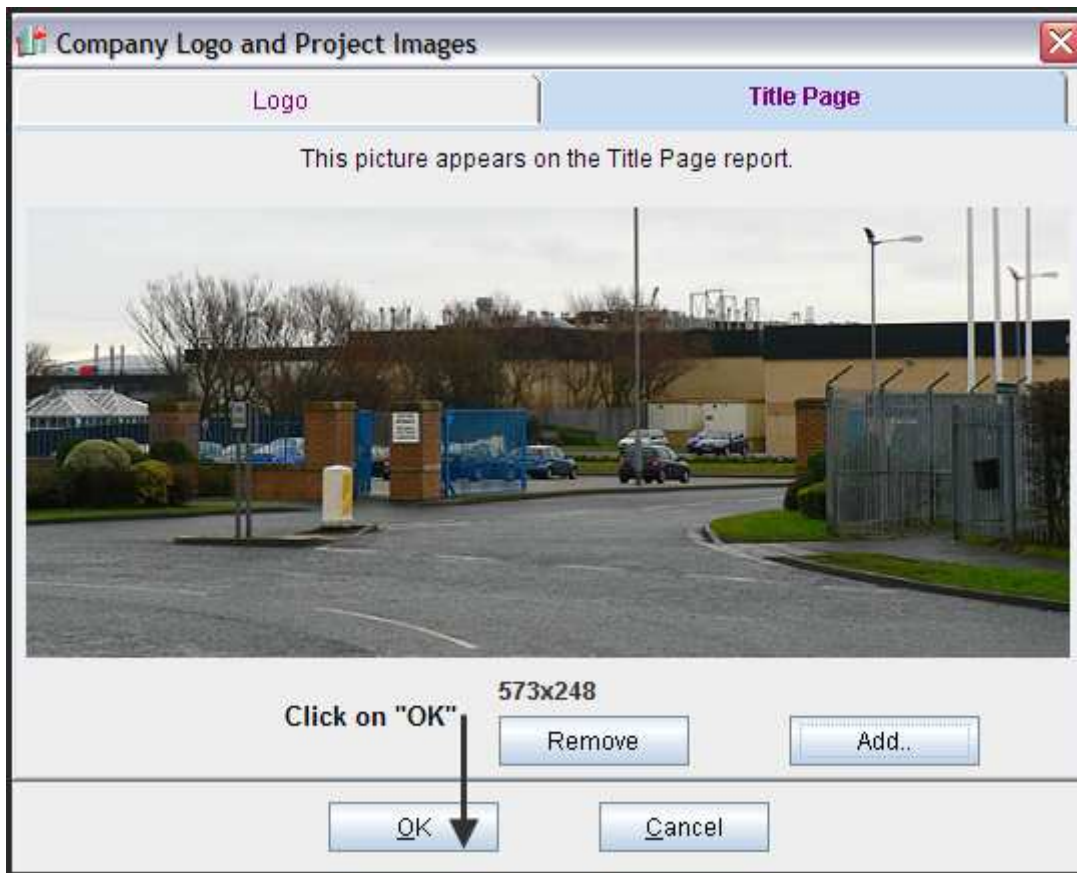 Company Logo and Project Images
Logo
Title Page
This picture appears on the Title Page report.
573x248
Click on "OK"
Remove
Add..
OK
Cancel